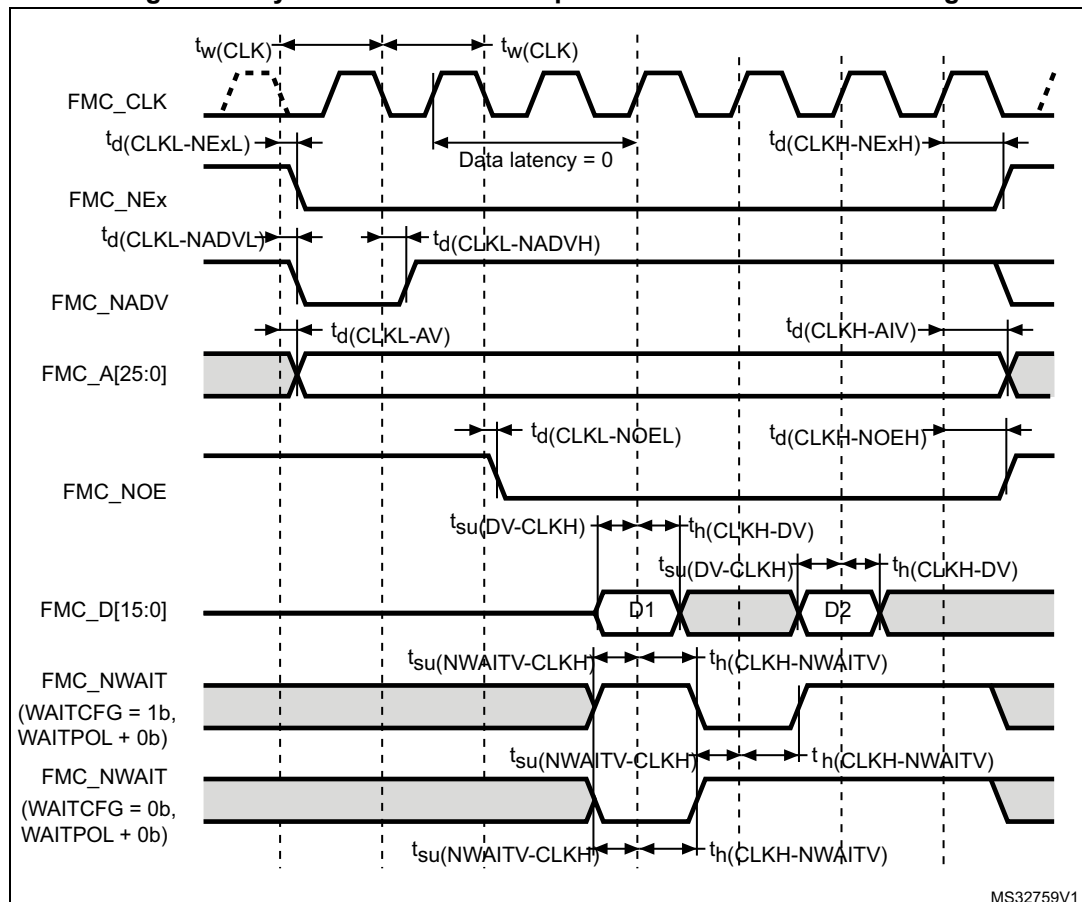 tw(CLK) tw(CLK)
FMC_CLK
td(CLKL-NExL) Data latency = 0 td(CLKH-NExH)
FMC_NEx
td(CLKL-NADVL) td(CLKL-NADVH)
FMC_NADV
td(CLKL-AV) td(CLKH-AIV)
FMC_A[25:0]
td(CLKL-NOEL) td(CLKH-NOEH)
FMC_NOE
tsu(DV-CLKH) th(CLKH-DV)
tsu(DV-CLKH) th(CLKH-DV)
FMC_D[15:0] D1 D2
tsu(NWAITV-CLKH) th(CLKH-NWAITV)
FMC_NWAIT
(WAITCFG = 1b,
WAITPOL + 0b)
tsu(NWAITV-CLKH) th(CLKH-NWAITV)
FMC_NWAIT
(WAITCFG = 0b,
WAITPOL + 0b)
tsu(NWAITV-CLKH) th(CLKH-NWAITV)
MS32759V1